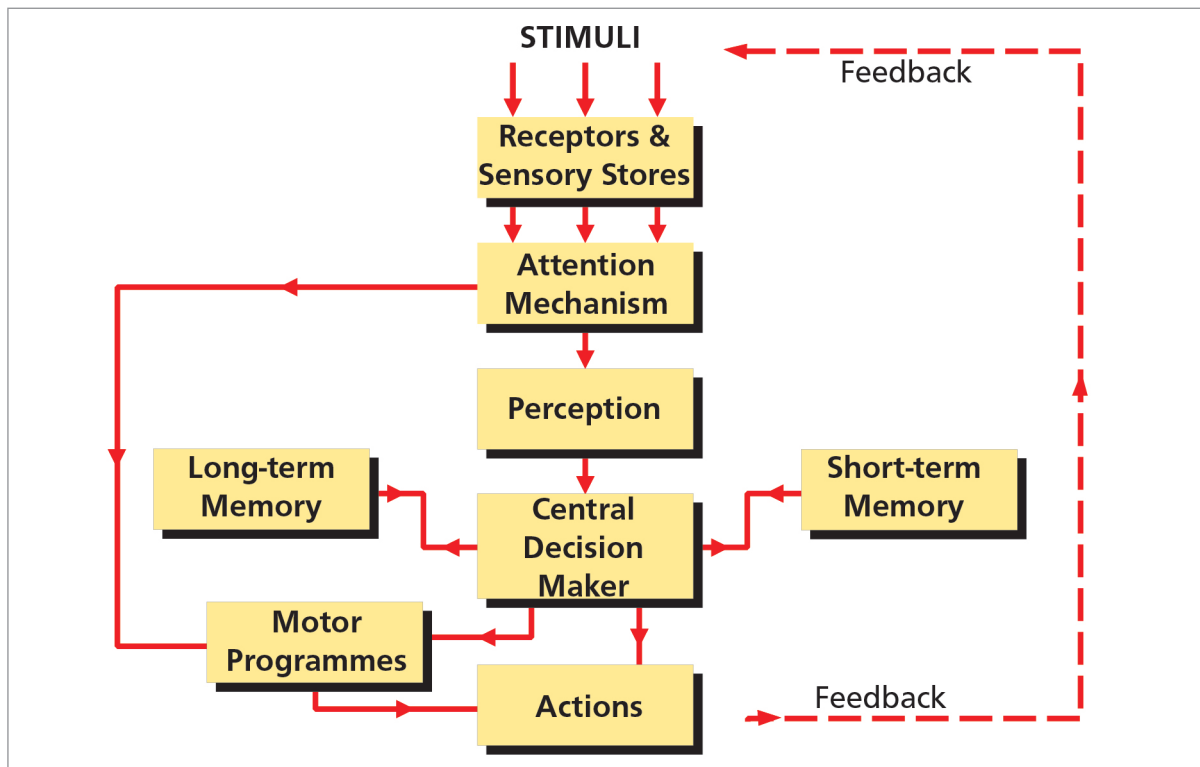 STIMULI
Feedback
Receptors &
Sensory Stores
Attention
Mechanism
Perception
Long-term
Memory
Short-term
Memory
Central
Decision
Maker
Motor
Programmes
Actions
Feedback